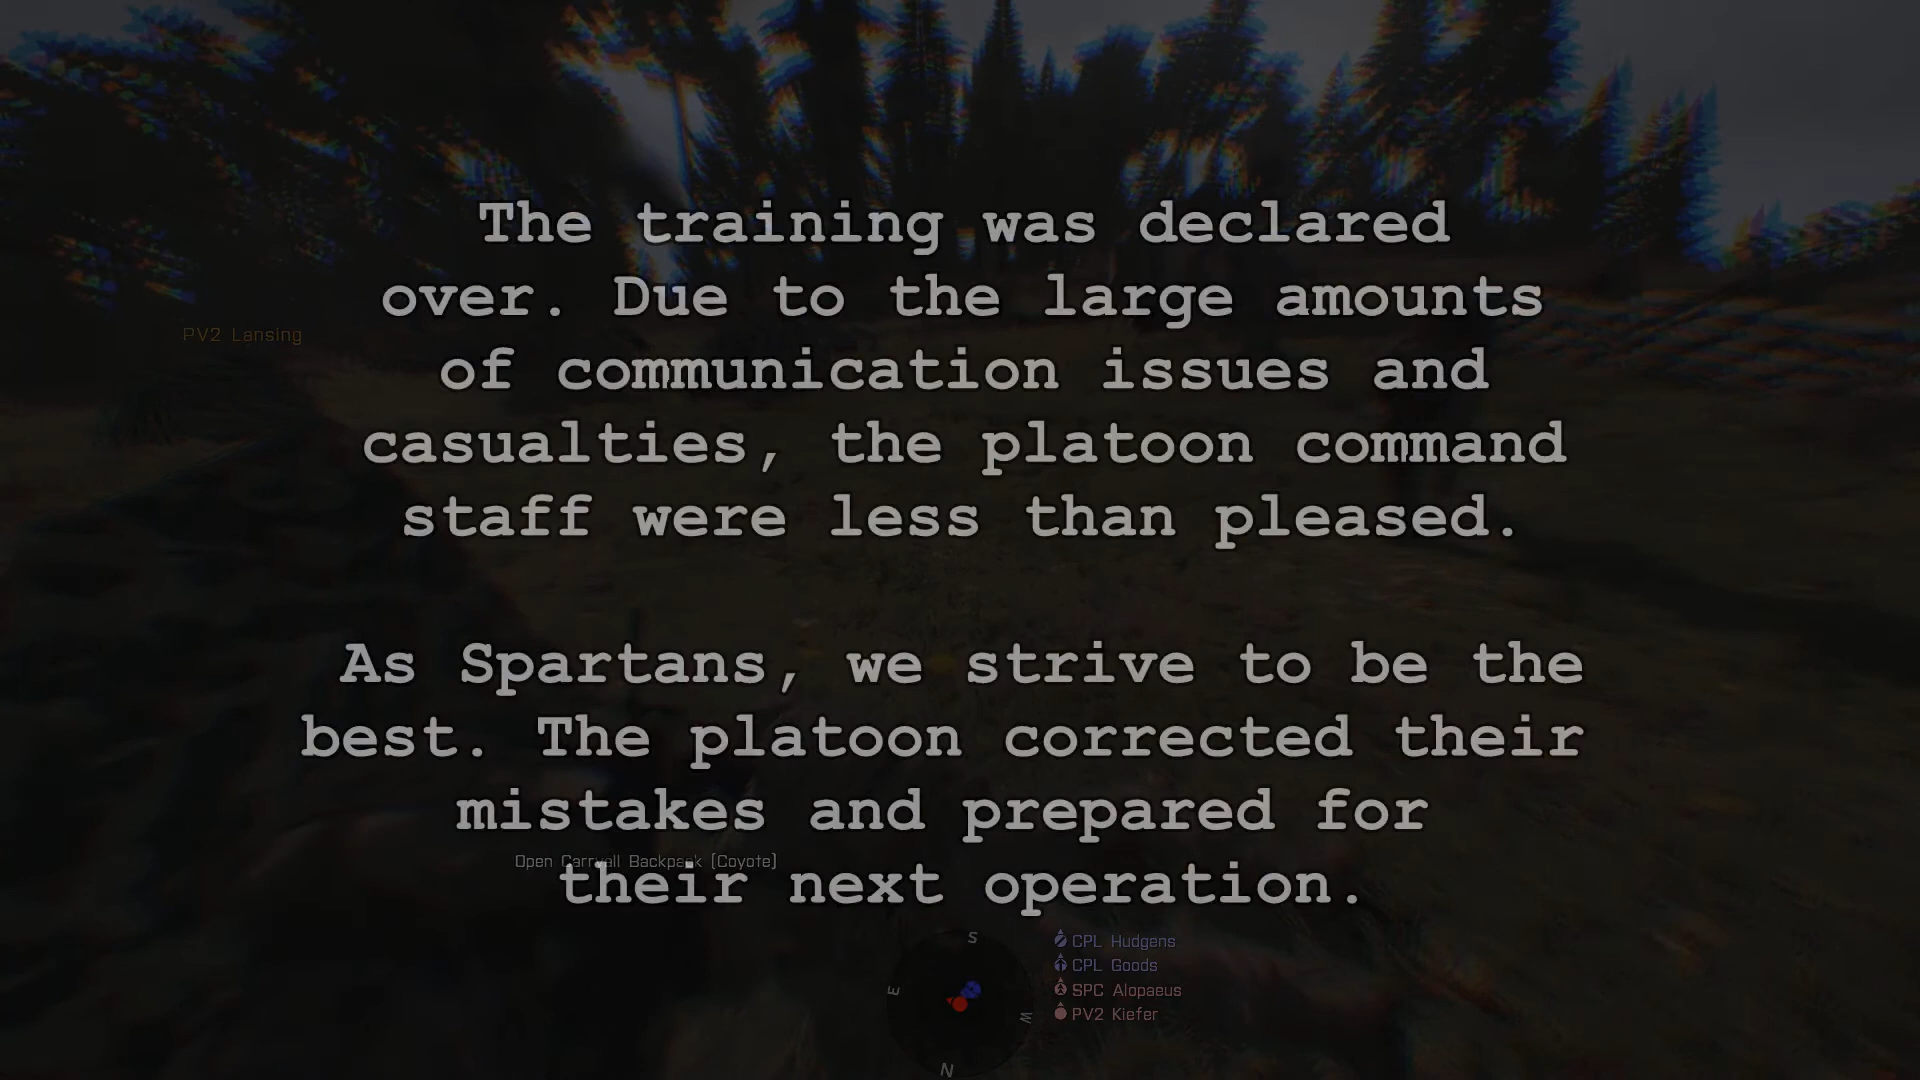 The training was declared
over. Due to the large amounts
of communication issues and
casualties, the platoon command
staff were less than pleased.
As Spartans, we strive to be the
best. The platoon corrected their
mistakes and prepared for
their next operation.
PV2 Lansing
Open Carryall Backpack (Coyote)
S
E
W
N
CPL Hudgens
CPL Goods
SPC Alopaeus
PV2 Kiefer